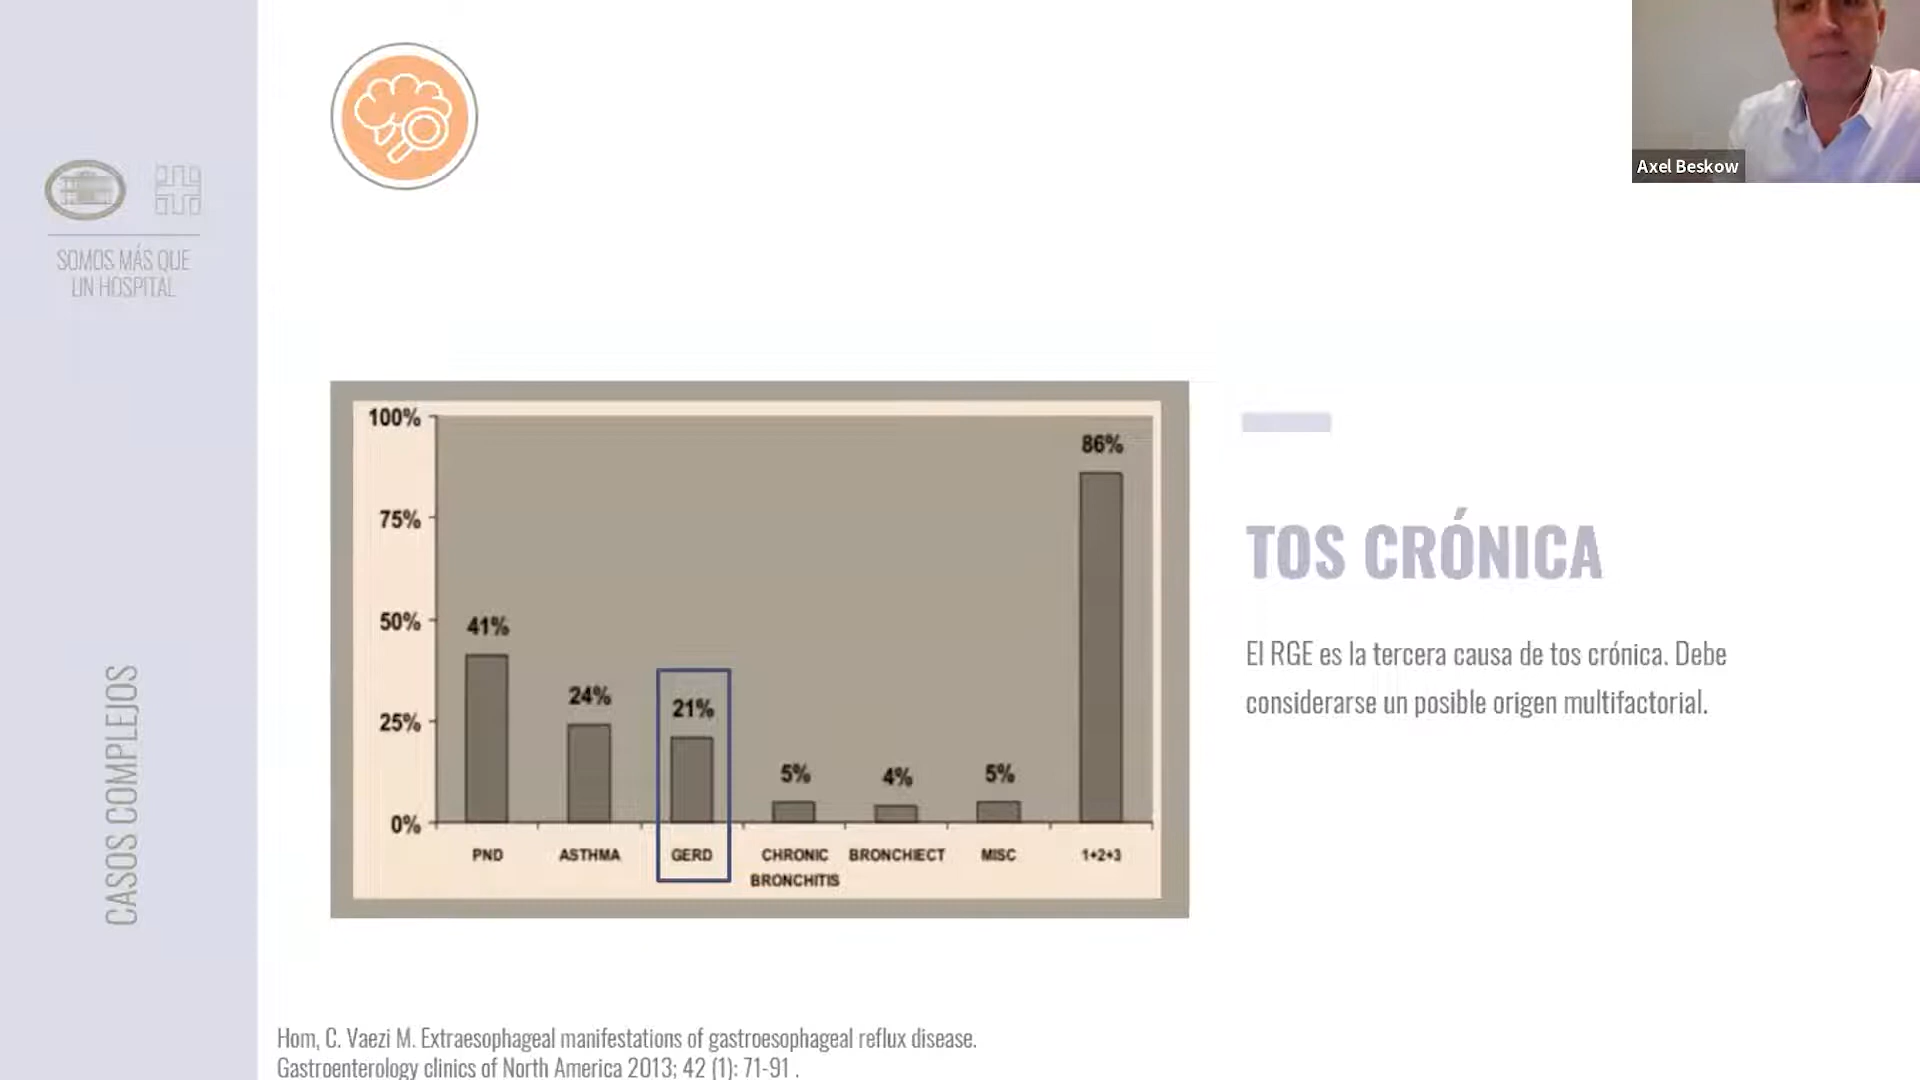 Axel Beskow
SOMOS MÁS QUE
UN HOSPITAL
CASOS COMPLEJOS
100%
75%
50%
25%
0%
41%
24%
21%
5%
4%
5%
86%
PND
ASTHMA
GERD
CHRONIC
BRONCHITIS
BRONCHIECT
MISC
1+2+3
TOS CRÓNICA
El RGE es la tercera causa de tos crónica. Debe
considerarse un posible origen multifactorial.
Hom, C. Vaezi M. Extraesophageal manifestations of gastroesophageal reflux disease.
Gastroenterology clinics of North America 2013; 42 (1): 71-91 .